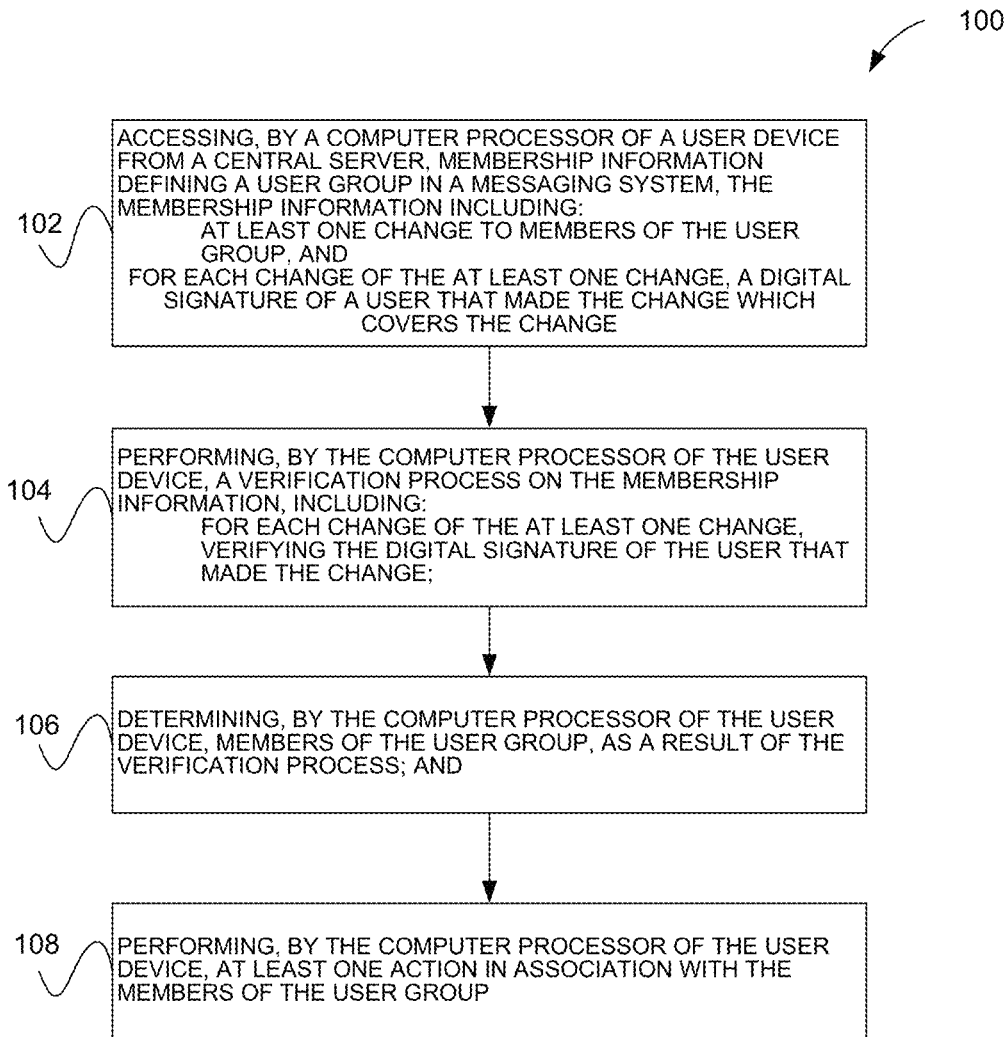 100
102
ACCESSING, BY A COMPUTER PROCESSOR OF A USER DEVICE
FROM A CENTRAL SERVER, MEMBERSHIP INFORMATION
DEFINING A USER GROUP IN A MESSAGING SYSTEM, THE
MEMBERSHIP INFORMATION INCLUDING:
AT LEAST ONE CHANGE TO MEMBERS OF THE USER
GROUP, AND
FOR EACH CHANGE OF THE AT LEAST ONE CHANGE, A DIGITAL
SIGNATURE OF A USER THAT MADE THE CHANGE WHICH
COVERS THE CHANGE
104
PERFORMING, BY THE COMPUTER PROCESSOR OF THE USER
DEVICE, A VERIFICATION PROCESS ON THE MEMBERSHIP
INFORMATION, INCLUDING:
FOR EACH CHANGE OF THE AT LEAST ONE CHANGE,
VERIFYING THE DIGITAL SIGNATURE OF THE USER THAT
MADE THE CHANGE;
106
DETERMINING, BY THE COMPUTER PROCESSOR OF THE USER
DEVICE, MEMBERS OF THE USER GROUP, AS A RESULT OF THE
VERIFICATION PROCESS; AND
108
PERFORMING, BY THE COMPUTER PROCESSOR OF THE USER
DEVICE, AT LEAST ONE ACTION IN ASSOCIATION WITH THE
MEMBERS OF THE USER GROUP